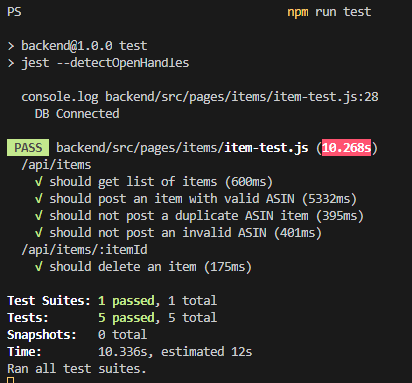 PS npm run test
> backend@1.0.0 test
> jest --detectOpenHandles
console.log backend/src/pages/items/item-test.js:28
DB Connected
PASS backend/src/pages/items/item-test.js (10.268s)
/api/items
√ should get list of items (600ms)
√ should post an item with valid ASIN (5332ms)
√ should not post a duplicate ASIN item (395ms)
√ should not post an invalid ASIN (401ms)
/api/items/:itemId
√ should delete an item (175ms)
Test Suites: 1 passed, 1 total
Tests: 5 passed, 5 total
Snapshots: 0 total
Time: 10.336s, estimated 12s
Ran all test suites.